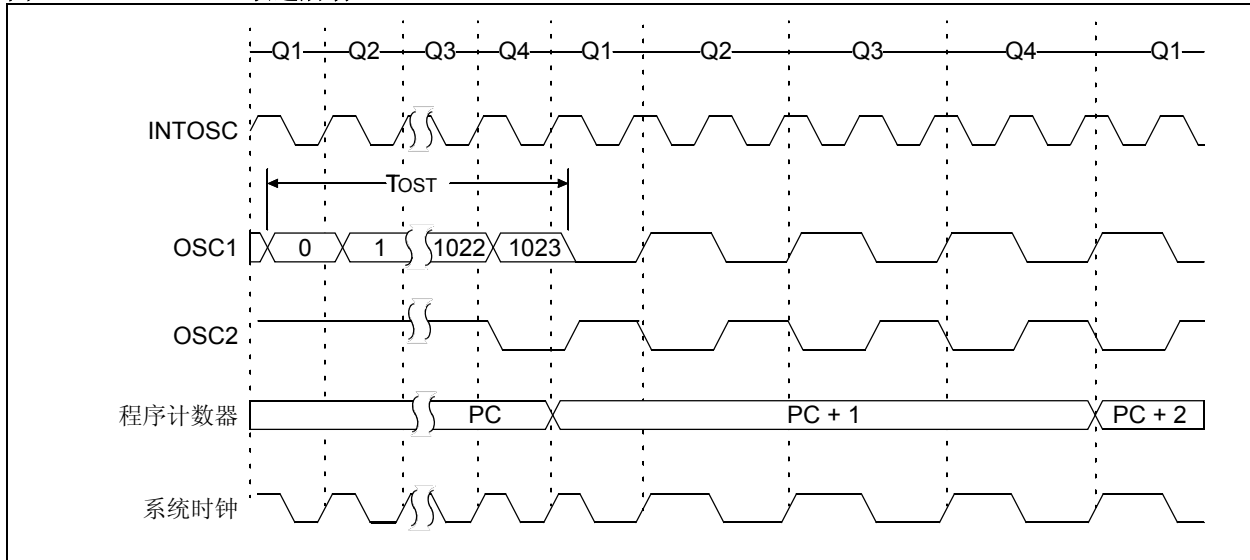 Q1 Q2 Q3 Q4 Q1 Q2 Q3 Q4 Q1
INTOSC
TOST
OSC1 0 1 1022 1023
OSC2
程序计数器 PC PC + 1 PC + 2
系统时钟